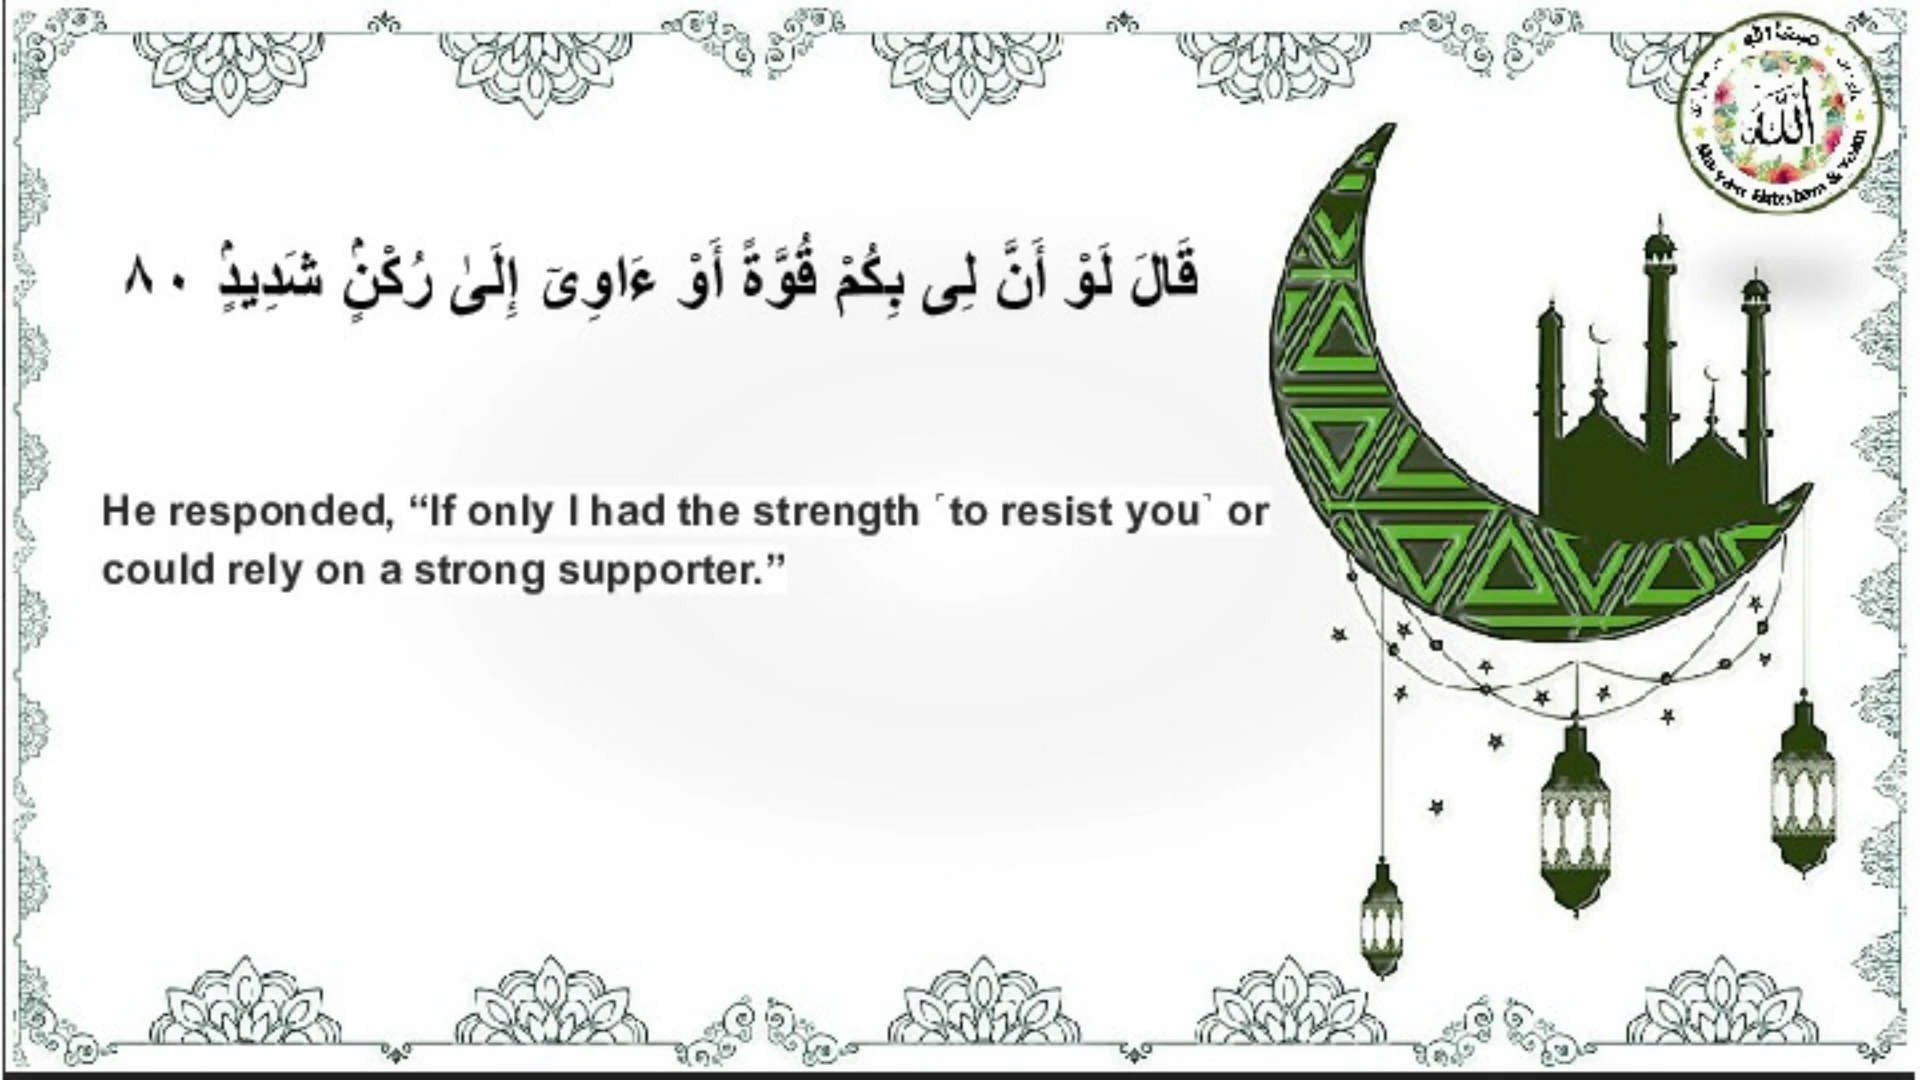 قَالَ لَوْ أَنَّ لِى بِكُمْ قُوَّةً أَوْ ءَاوِىٓ إِلَىٰ رُكْنٍۢ شَدِيدٍۢ ٨٠
He responded, “If only I had the strength ˹to resist you˺ or
could rely on a strong supporter.”
الله